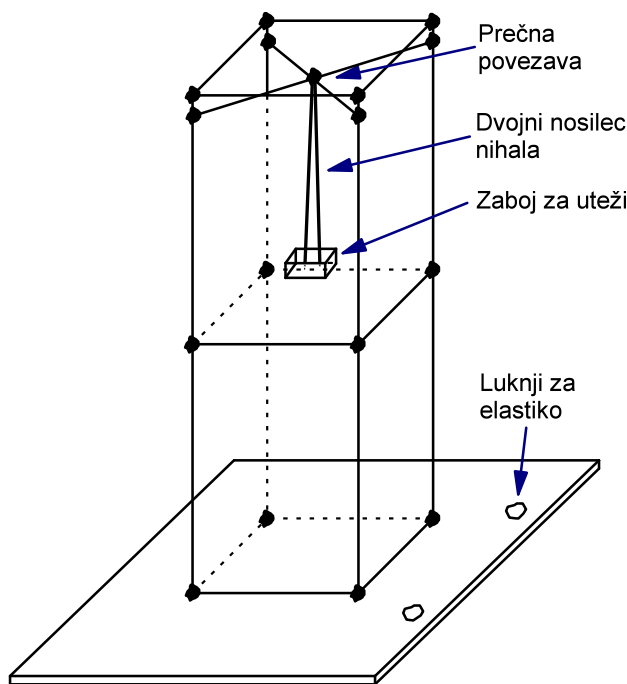 Prečna
povezava
Dvojni nosilec
nihala
Zaboj za uteži
Luknji za
elastiko